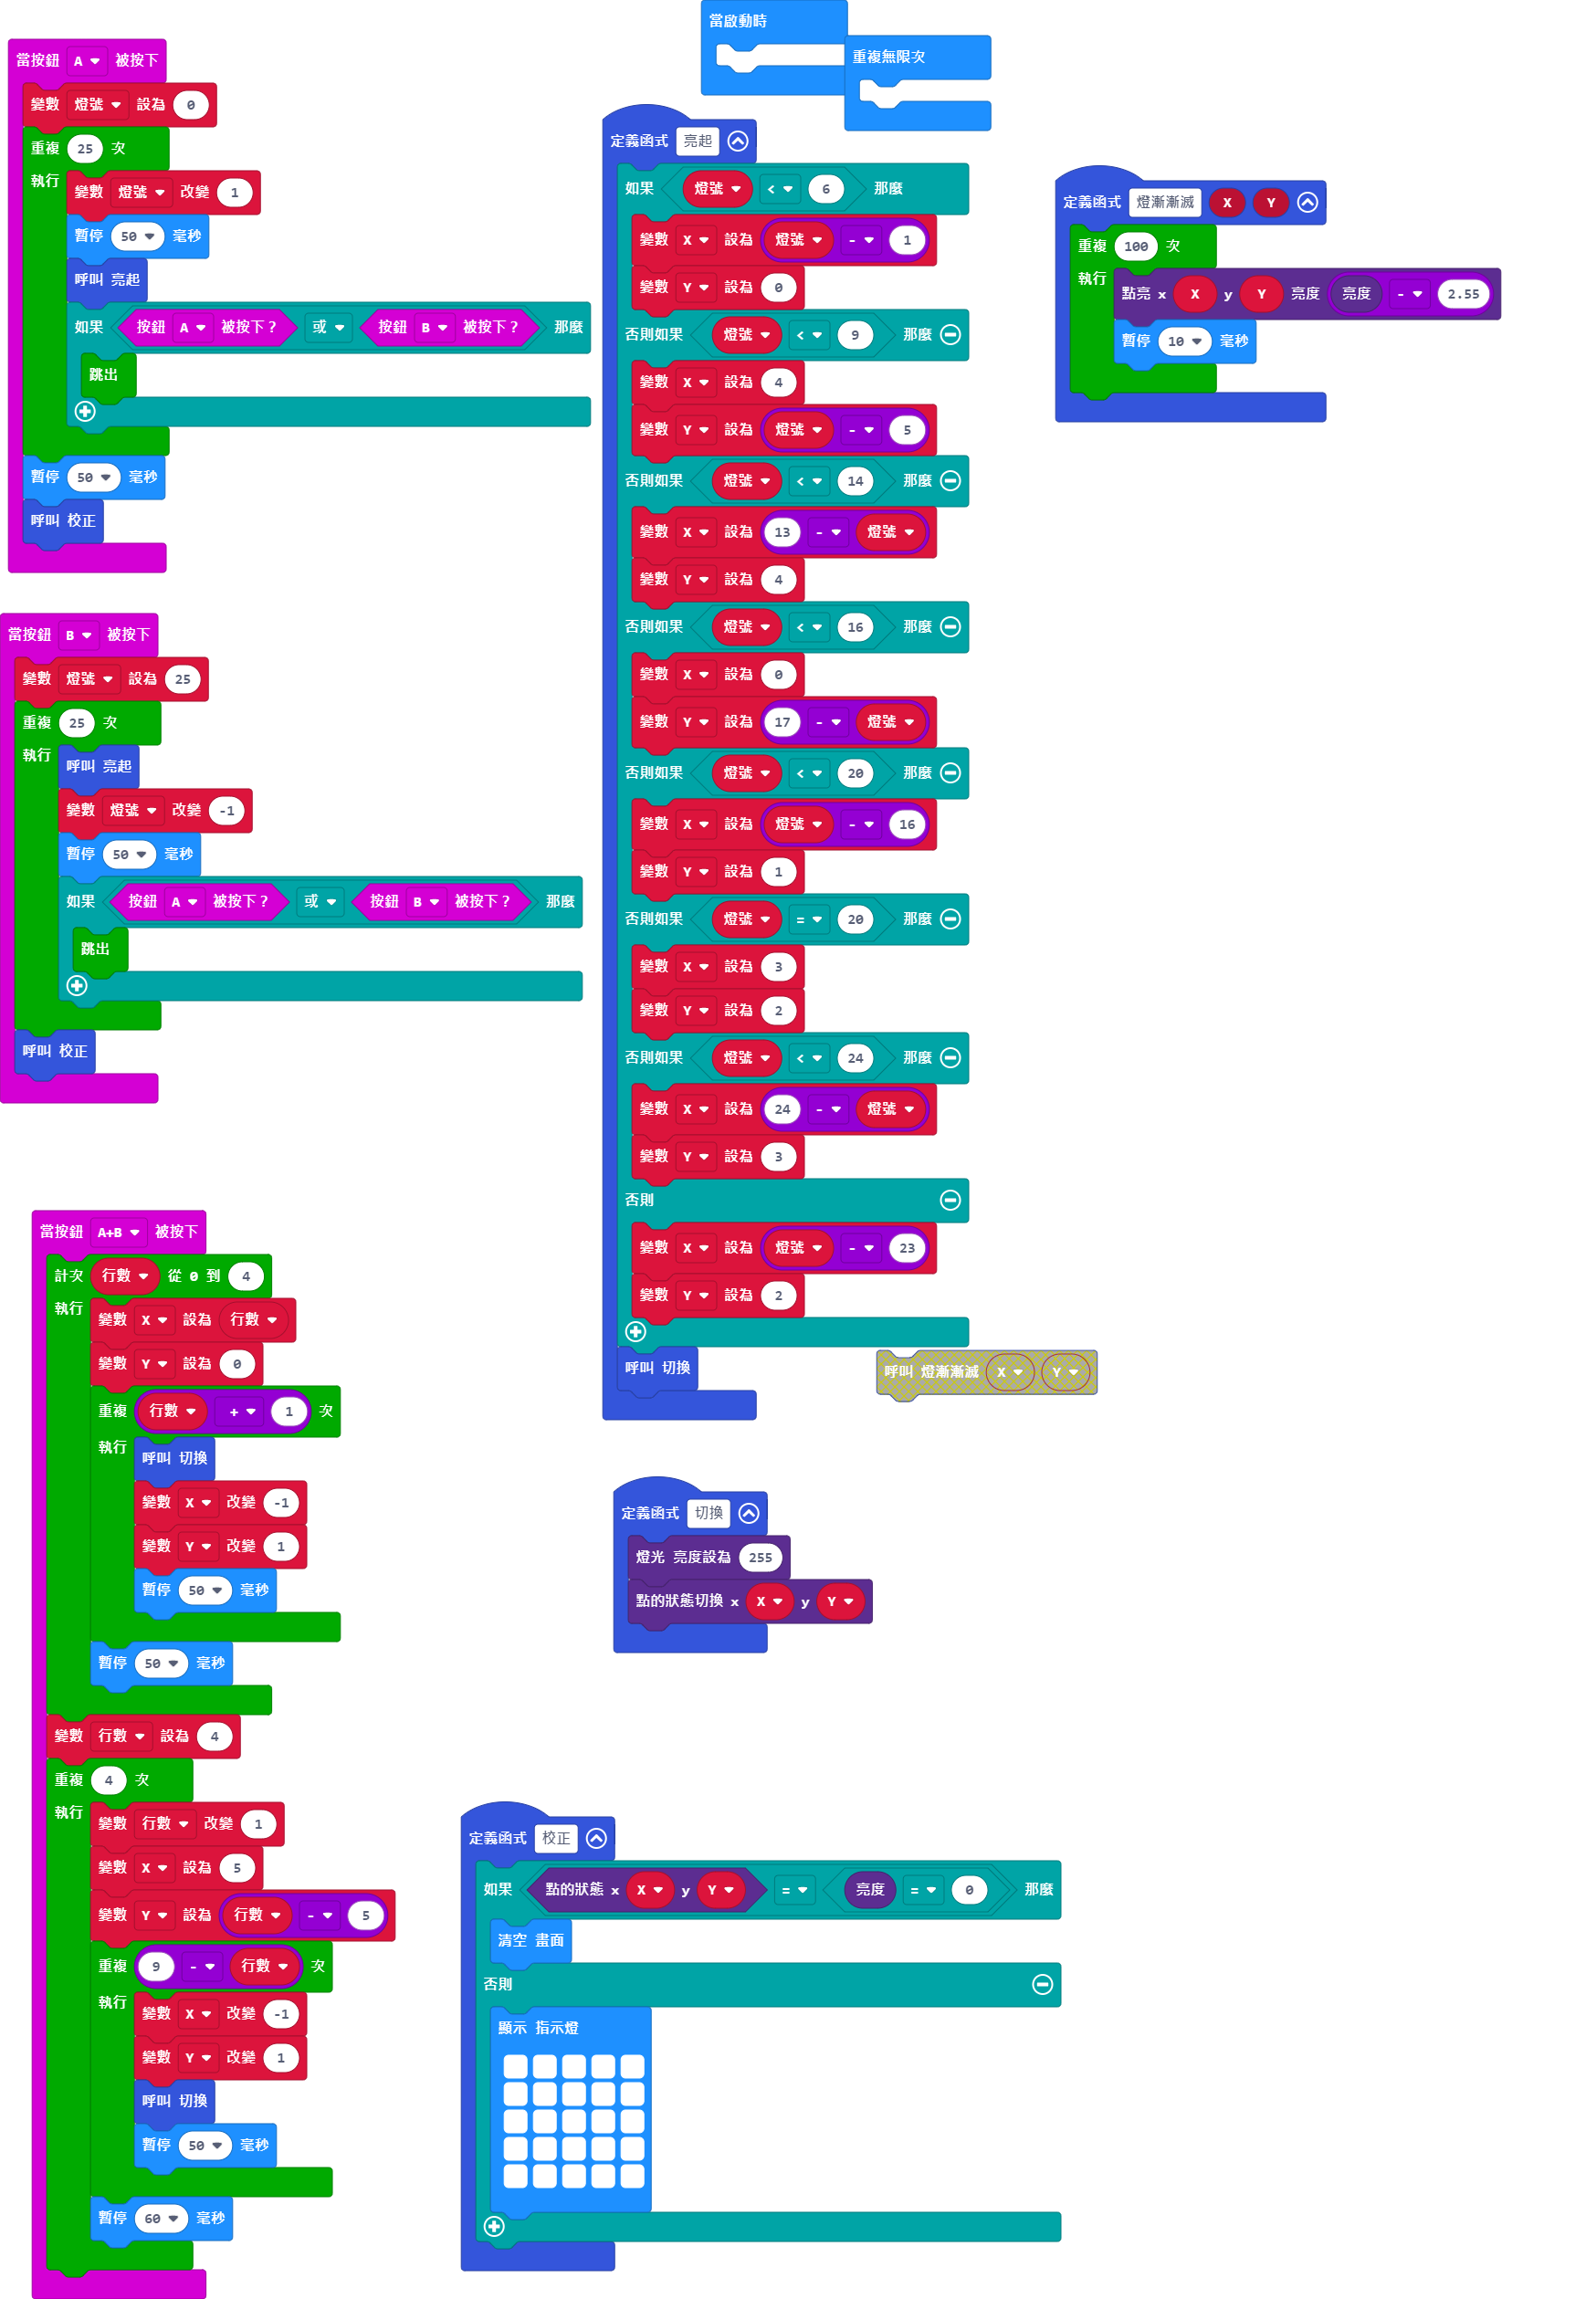 當按鈕 A 被按下
變數 燈號 設為 0
重複 25 次
執行
變數 燈號 改變 1
暫停 50 毫秒
呼叫 亮起
如果 按鈕 A 被按下？ 或 按鈕 B 被按下？ 那麼
跳出
暫停 50 毫秒
呼叫 校正
當按鈕 B 被按下
變數 燈號 設為 25
重複 25 次
執行
呼叫 亮起
變數 燈號 改變 -1
暫停 50 毫秒
如果 按鈕 A 被按下？ 或 按鈕 B 被按下？ 那麼
跳出
呼叫 校正
當按鈕 A+B 被按下
計次 行數 從 0 到 4
執行
變數 X 設為 行數
變數 Y 設為 0
重複 行數 + 1 次
執行
呼叫 切換
變數 X 改變 -1
變數 Y 改變 1
暫停 50 毫秒
暫停 50 毫秒
變數 行數 設為 4
重複 4 次
執行
變數 行數 改變 1
變數 X 設為 5
變數 Y 設為 行數 - 5
重複 9 - 行數 次
執行
變數 X 改變 -1
變數 Y 改變 1
呼叫 切換
暫停 50 毫秒
暫停 60 毫秒
當啟動時
重複無限次
定義函式 亮起
如果 燈號 < 6 那麼
變數 X 設為 燈號 - 1
變數 Y 設為 0
否則如果 燈號 < 9 那麼
變數 X 設為 4
變數 Y 設為 燈號 - 5
否則如果 燈號 < 14 那麼
變數 X 設為 13 - 燈號
變數 Y 設為 4
否則如果 燈號 < 16 那麼
變數 X 設為 0
變數 Y 設為 17 - 燈號
否則如果 燈號 < 20 那麼
變數 X 設為 燈號 - 16
變數 Y 設為 1
否則如果 燈號 = 20 那麼
變數 X 設為 3
變數 Y 設為 2
否則如果 燈號 < 24 那麼
變數 X 設為 24 - 燈號
變數 Y 設為 3
否則
變數 X 設為 燈號 - 23
變數 Y 設為 2
呼叫 切換
呼叫 燈漸漸滅 X Y
定義函式 切換
燈光 亮度設為 255
點的狀態切換 x X y Y
定義函式 校正
如果 點的狀態 x X y Y = 亮度 = 0 那麼
清空 畫面
否則
顯示 指示燈
定義函式 燈漸漸滅 X Y
重複 100 次
執行
點亮 x X y Y 亮度 亮度 - 2.55
暫停 10 毫秒